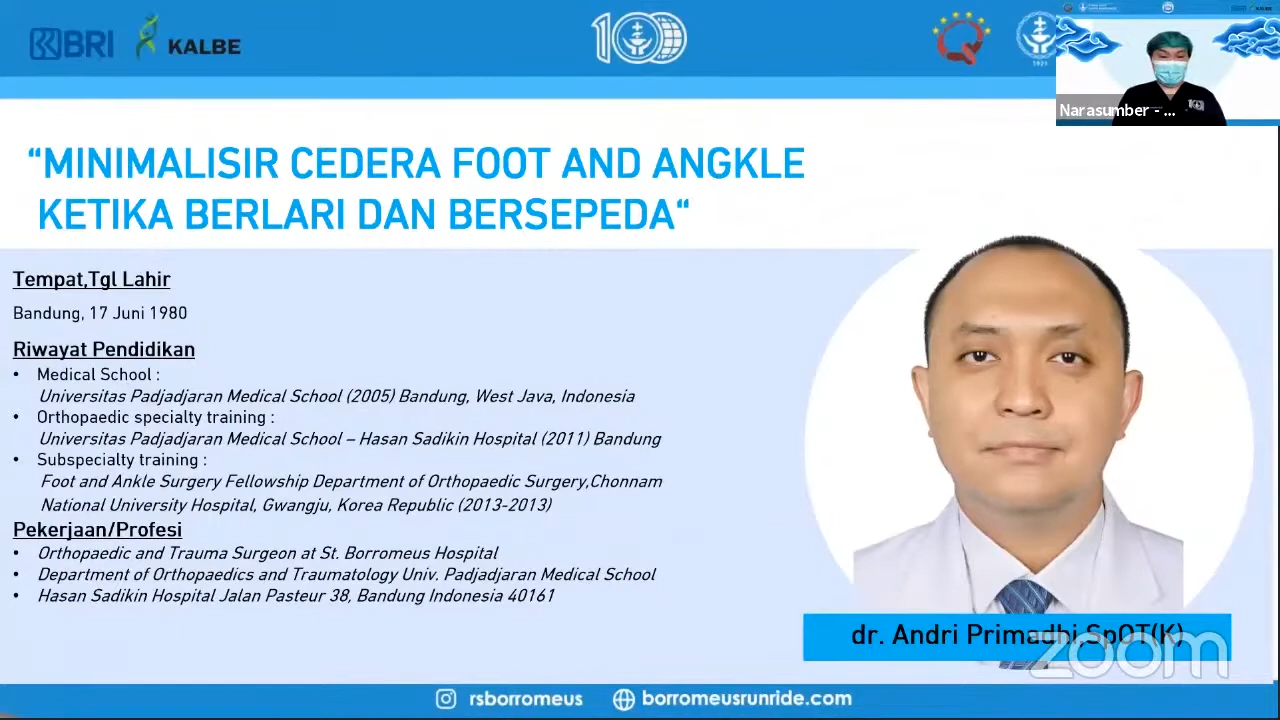 BRI
KALBE
100
Narasumber - ...
“MINIMALISIR CEDERA FOOT AND ANGKLE
KETIKA BERLARI DAN BERSEPEDA“
Tempat,Tgl Lahir
Bandung, 17 Juni 1980
Riwayat Pendidikan
• Medical School :
Universitas Padjadjaran Medical School (2005) Bandung, West Java, Indonesia
• Orthopaedic specialty training :
Universitas Padjadjaran Medical School – Hasan Sadikin Hospital (2011) Bandung
• Subspecialty training :
Foot and Ankle Surgery Fellowship Department of Orthopaedic Surgery,Chonnam
National University Hospital, Gwangju, Korea Republic (2013-2013)
Pekerjaan/Profesi
• Orthopaedic and Trauma Surgeon at St. Borromeus Hospital
• Department of Orthopaedics and Traumatology Univ. Padjadjaran Medical School
• Hasan Sadikin Hospital Jalan Pasteur 38, Bandung Indonesia 40161
dr. Andri Primadhi,SpOT(K)
zoom
rsborromeus
borromeusrunride.com